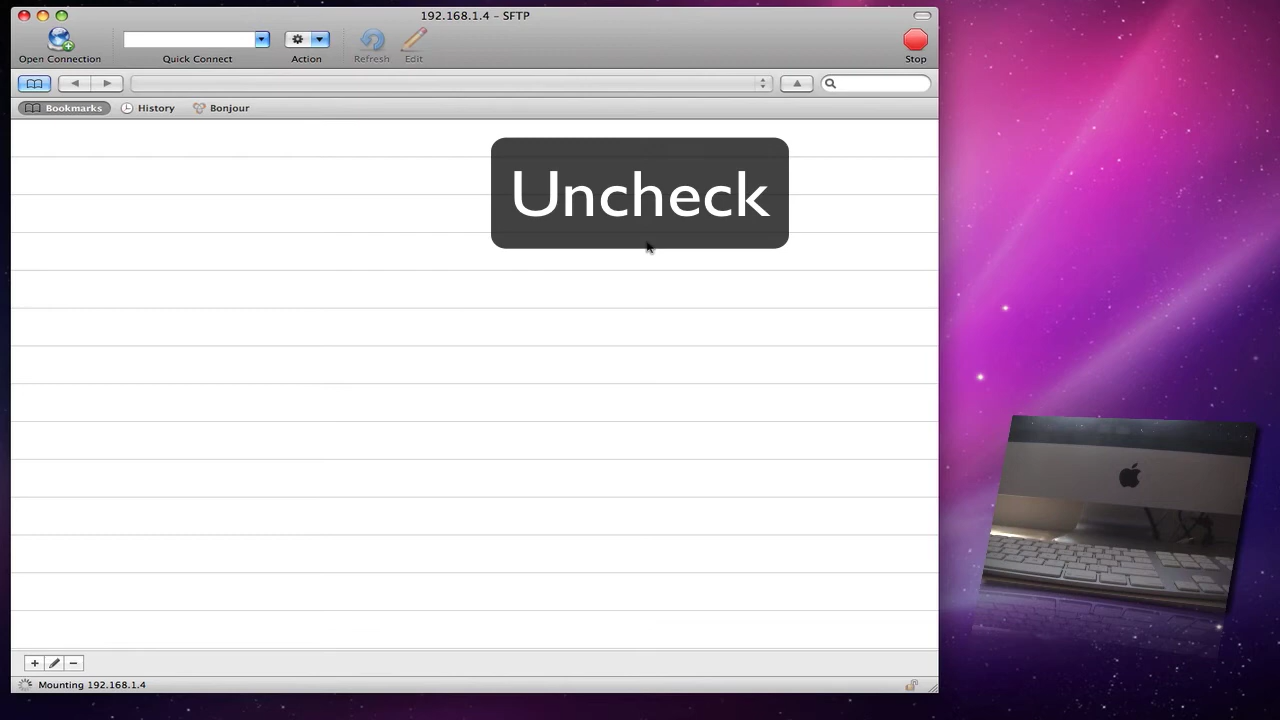 192.168.1.4 – SFTP
Open Connection
Quick Connect
Action
Refresh
Edit
Stop
Bookmarks
History
Bonjour
Uncheck
Mounting 192.168.1.4